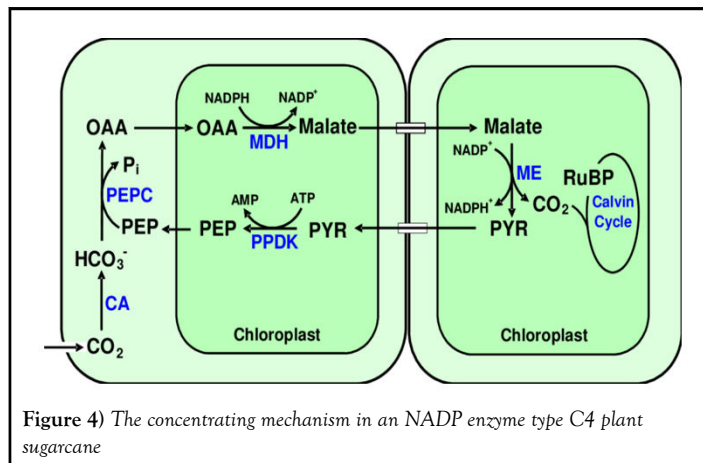 NADPH NADP+
OAA OAA Malate Malate
MDH
NADP+
Pi
ME
RuBP
PEPC
AMP ATP
CO2
Calvin
Cycle
NADPH+
PEP PEP PYR PYR
PPDK
HCO3-
CA
Chloroplast Chloroplast
CO2
Figure 4) The concentrating mechanism in an NADP enzyme type C4 plant
sugarcane